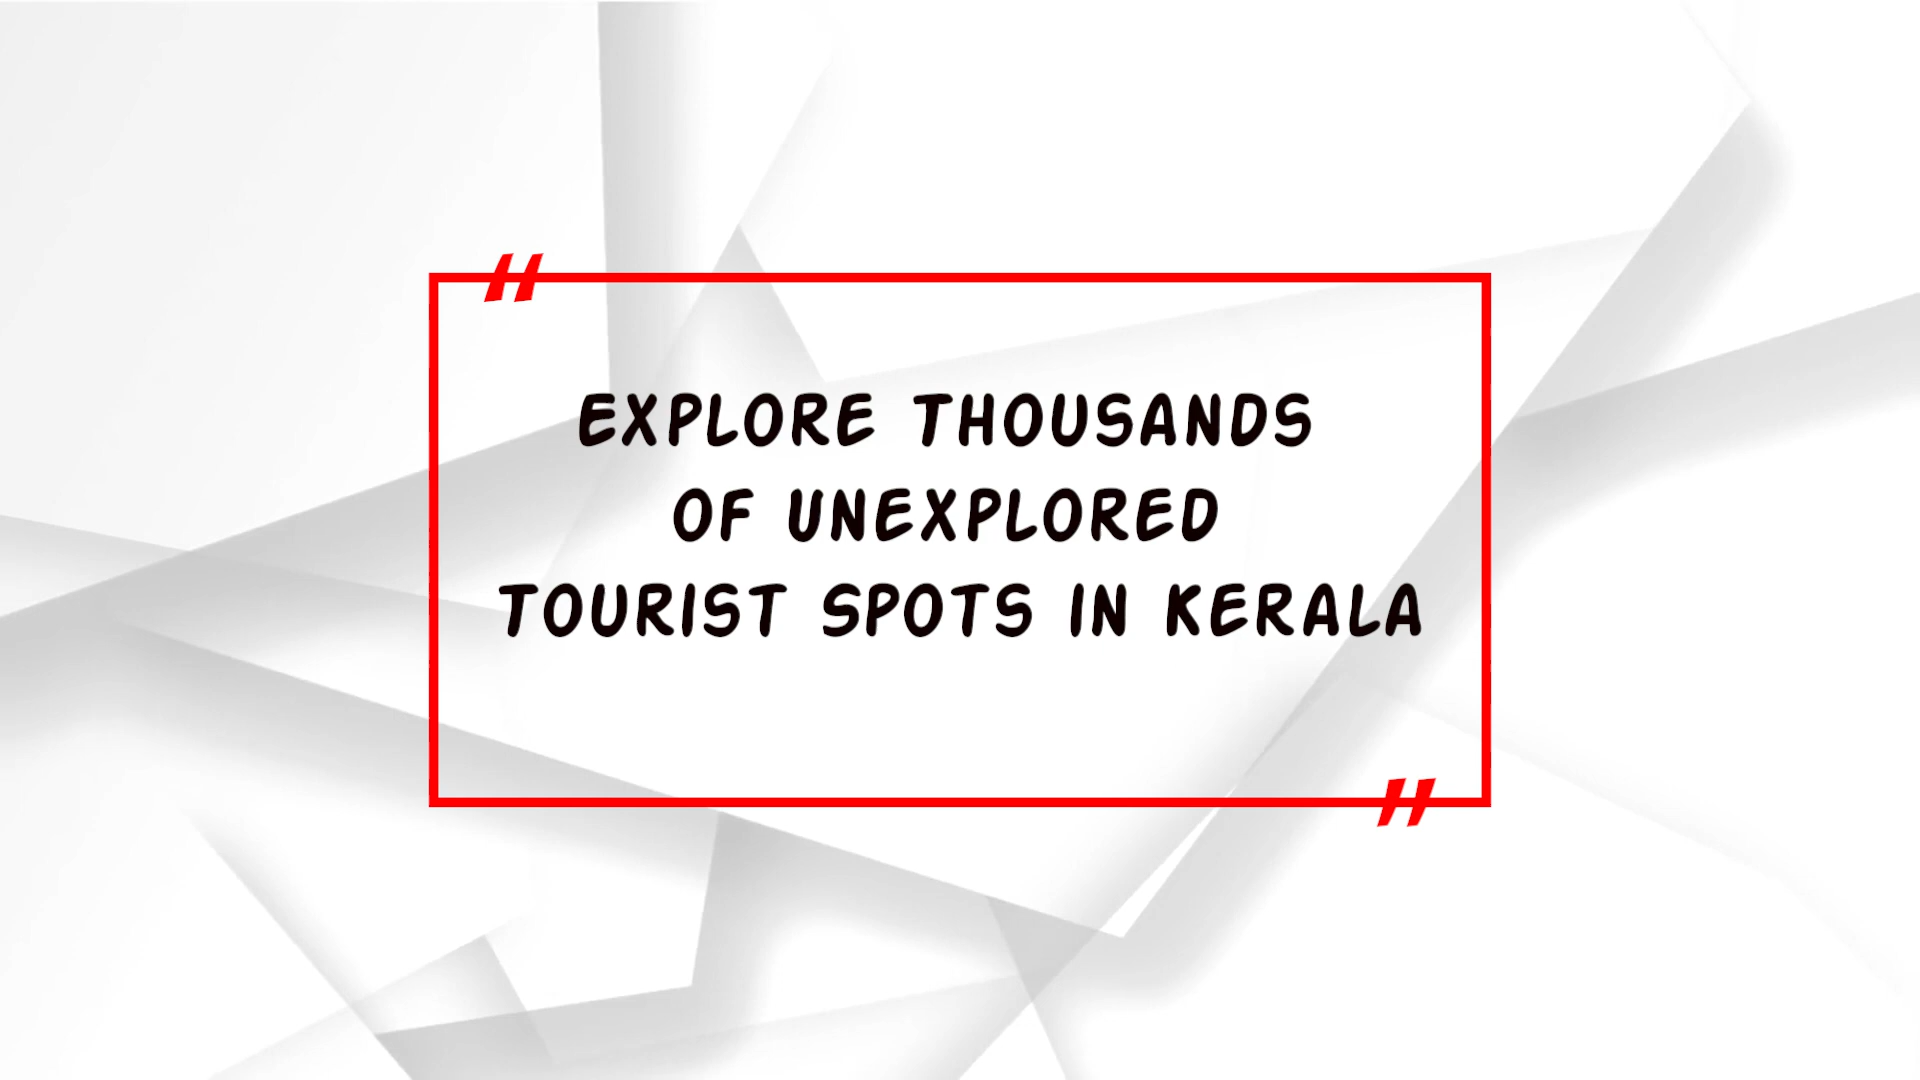 "
EXPLORE THOUSANDS
OF UNEXPLORED
TOURIST SPOTS IN KERALA
"